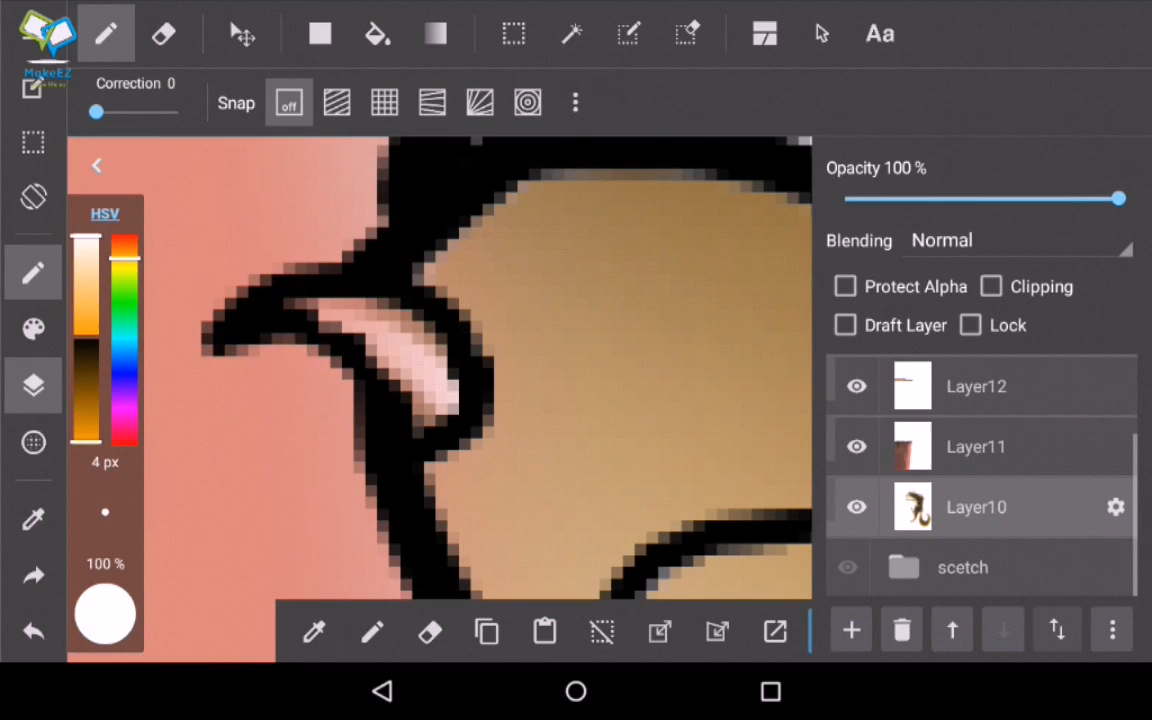 Aa
MakeEZ
Correction 0
Snap
off
HSV
4 px
100 %
Opacity 100 %
Blending Normal
Protect Alpha
Clipping
Draft Layer
Lock
Layer12
Layer11
Layer10
scetch